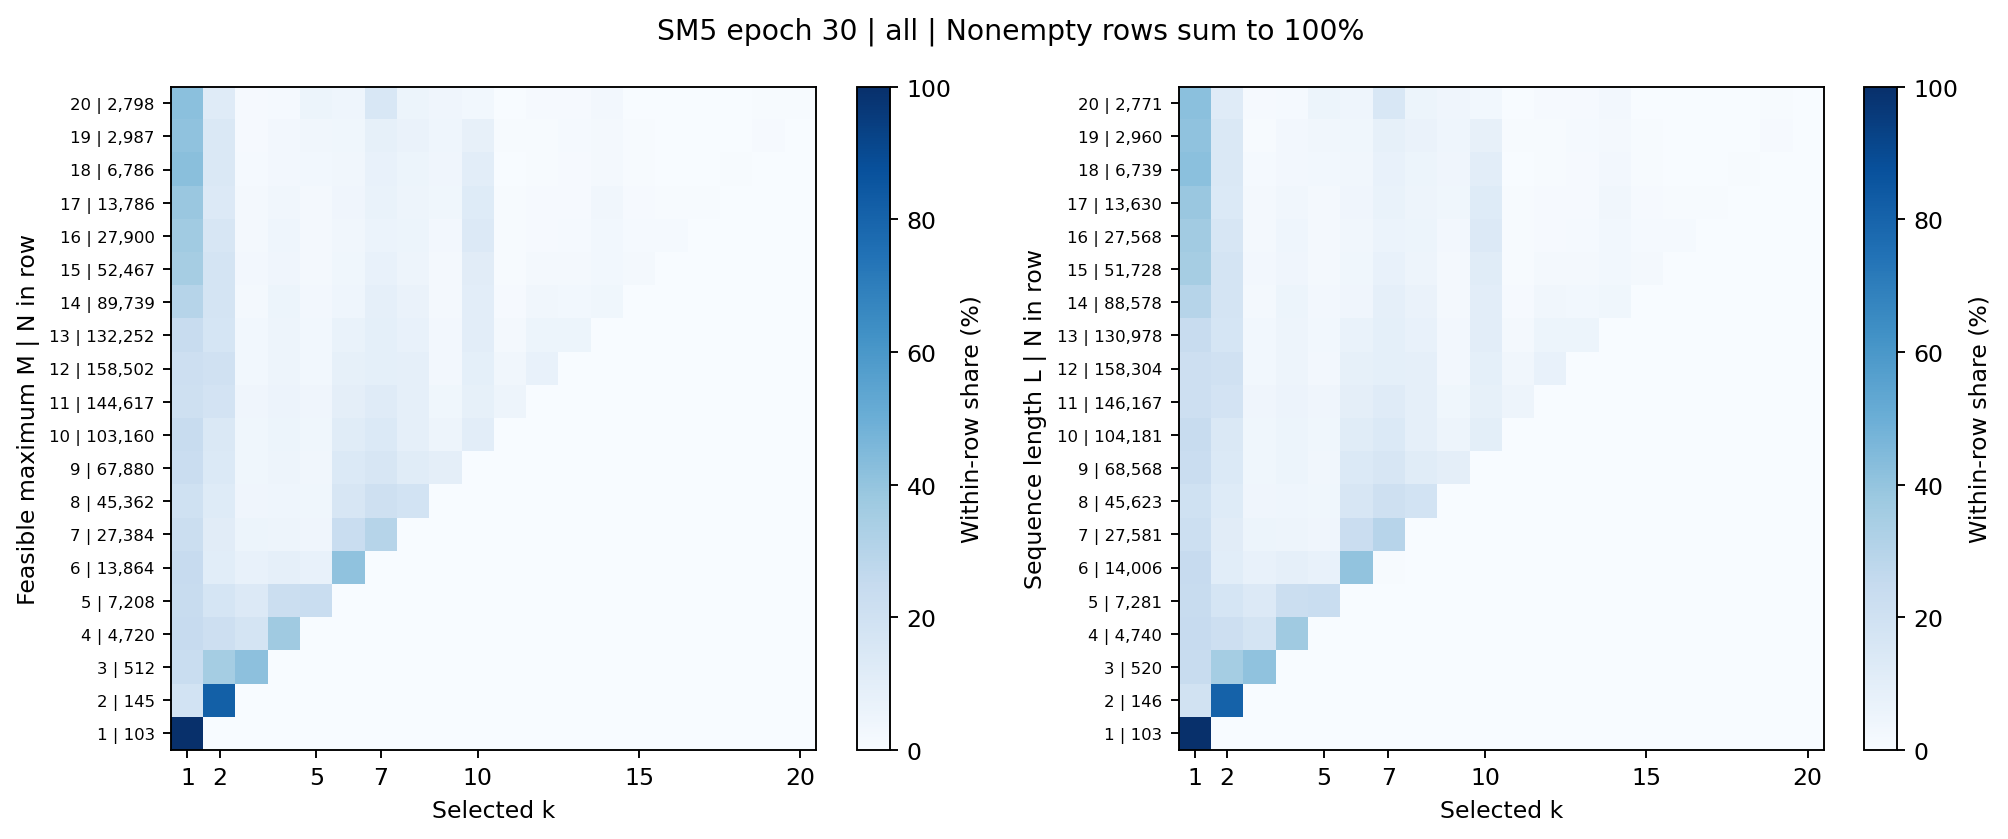 SM5 epoch 30 | all | Nonempty rows sum to 100%
Feasible maximum M | N in row
20 | 2,798
19 | 2,987
18 | 6,786
17 | 13,786
16 | 27,900
15 | 52,467
14 | 89,739
13 | 132,252
12 | 158,502
11 | 144,617
10 | 103,160
9 | 67,880
8 | 45,362
7 | 27,384
6 | 13,864
5 | 7,208
4 | 4,720
3 | 512
2 | 145
1 | 103
1 2 5 7 10 15 20
Selected k
100
80
60
40
20
0
Within-row share (%)
Sequence length L | N in row
20 | 2,771
19 | 2,960
18 | 6,739
17 | 13,630
16 | 27,568
15 | 51,728
14 | 88,578
13 | 130,978
12 | 158,304
11 | 146,167
10 | 104,181
9 | 68,568
8 | 45,623
7 | 27,581
6 | 14,006
5 | 7,281
4 | 4,740
3 | 520
2 | 146
1 | 103
1 2 5 7 10 15 20
Selected k
100
80
60
40
20
0
Within-row share (%)